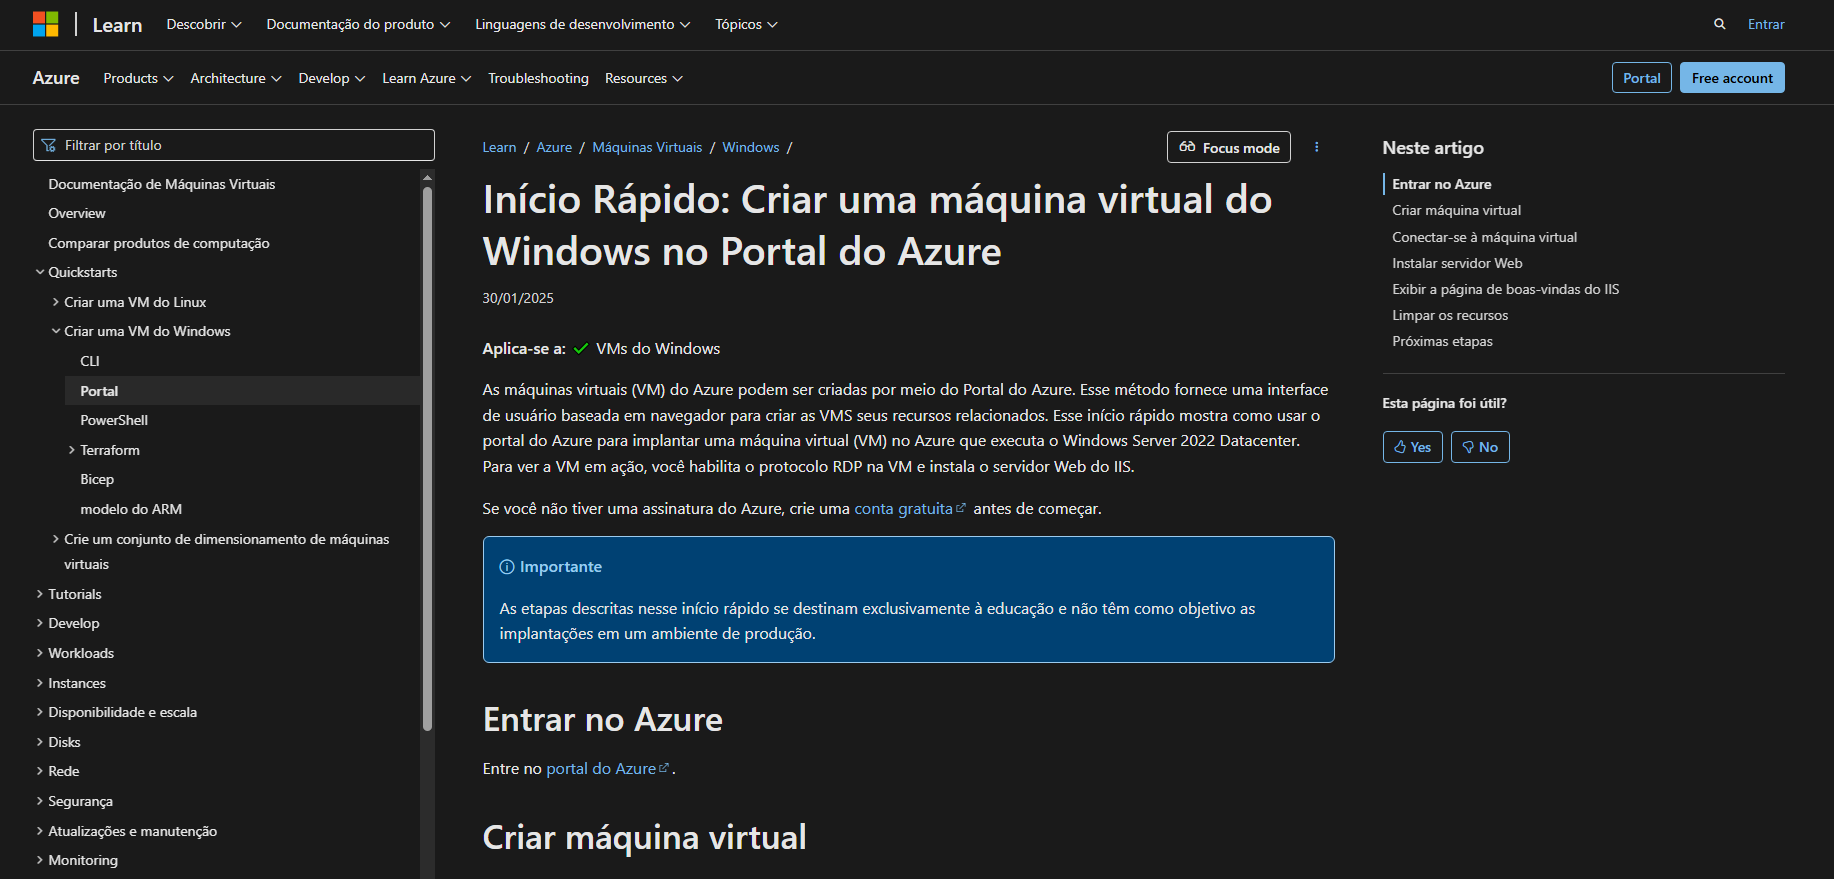 Learn
Descobrir
Documentação do produto
Linguagens de desenvolvimento
Tópicos
Entrar
Azure
Products
Architecture
Develop
Learn Azure
Troubleshooting
Resources
Portal
Free account
Filtrar por título
Documentação de Máquinas Virtuais
Overview
Comparar produtos de computação
Quickstarts
Criar uma VM do Linux
Criar uma VM do Windows
CLI
Portal
PowerShell
Terraform
Bicep
modelo do ARM
Crie um conjunto de dimensionamento de máquinas
virtuais
Tutorials
Develop
Workloads
Instances
Disponibilidade e escala
Disks
Rede
Segurança
Atualizações e manutenção
Monitoring
Learn / Azure / Máquinas Virtuais / Windows /
Focus mode
Início Rápido: Criar uma máquina virtual do
Windows no Portal do Azure
30/01/2025
Aplica-se a: ✓ VMs do Windows
As máquinas virtuais (VM) do Azure podem ser criadas por meio do Portal do Azure. Esse método fornece uma interface
de usuário baseada em navegador para criar as VMS seus recursos relacionados. Esse início rápido mostra como usar o
portal do Azure para implantar uma máquina virtual (VM) no Azure que executa o Windows Server 2022 Datacenter.
Para ver a VM em ação, você habilita o protocolo RDP na VM e instala o servidor Web do IIS.
Se você não tiver uma assinatura do Azure, crie uma conta gratuita antes de começar.
Importante
As etapas descritas nesse início rápido se destinam exclusivamente à educação e não têm como objetivo as
implantações em um ambiente de produção.
Entrar no Azure
Entre no portal do Azure.
Criar máquina virtual
Neste artigo
Entrar no Azure
Criar máquina virtual
Conectar-se à máquina virtual
Instalar servidor Web
Exibir a página de boas-vindas do IIS
Limpar os recursos
Próximas etapas
Esta página foi útil?
Yes
No